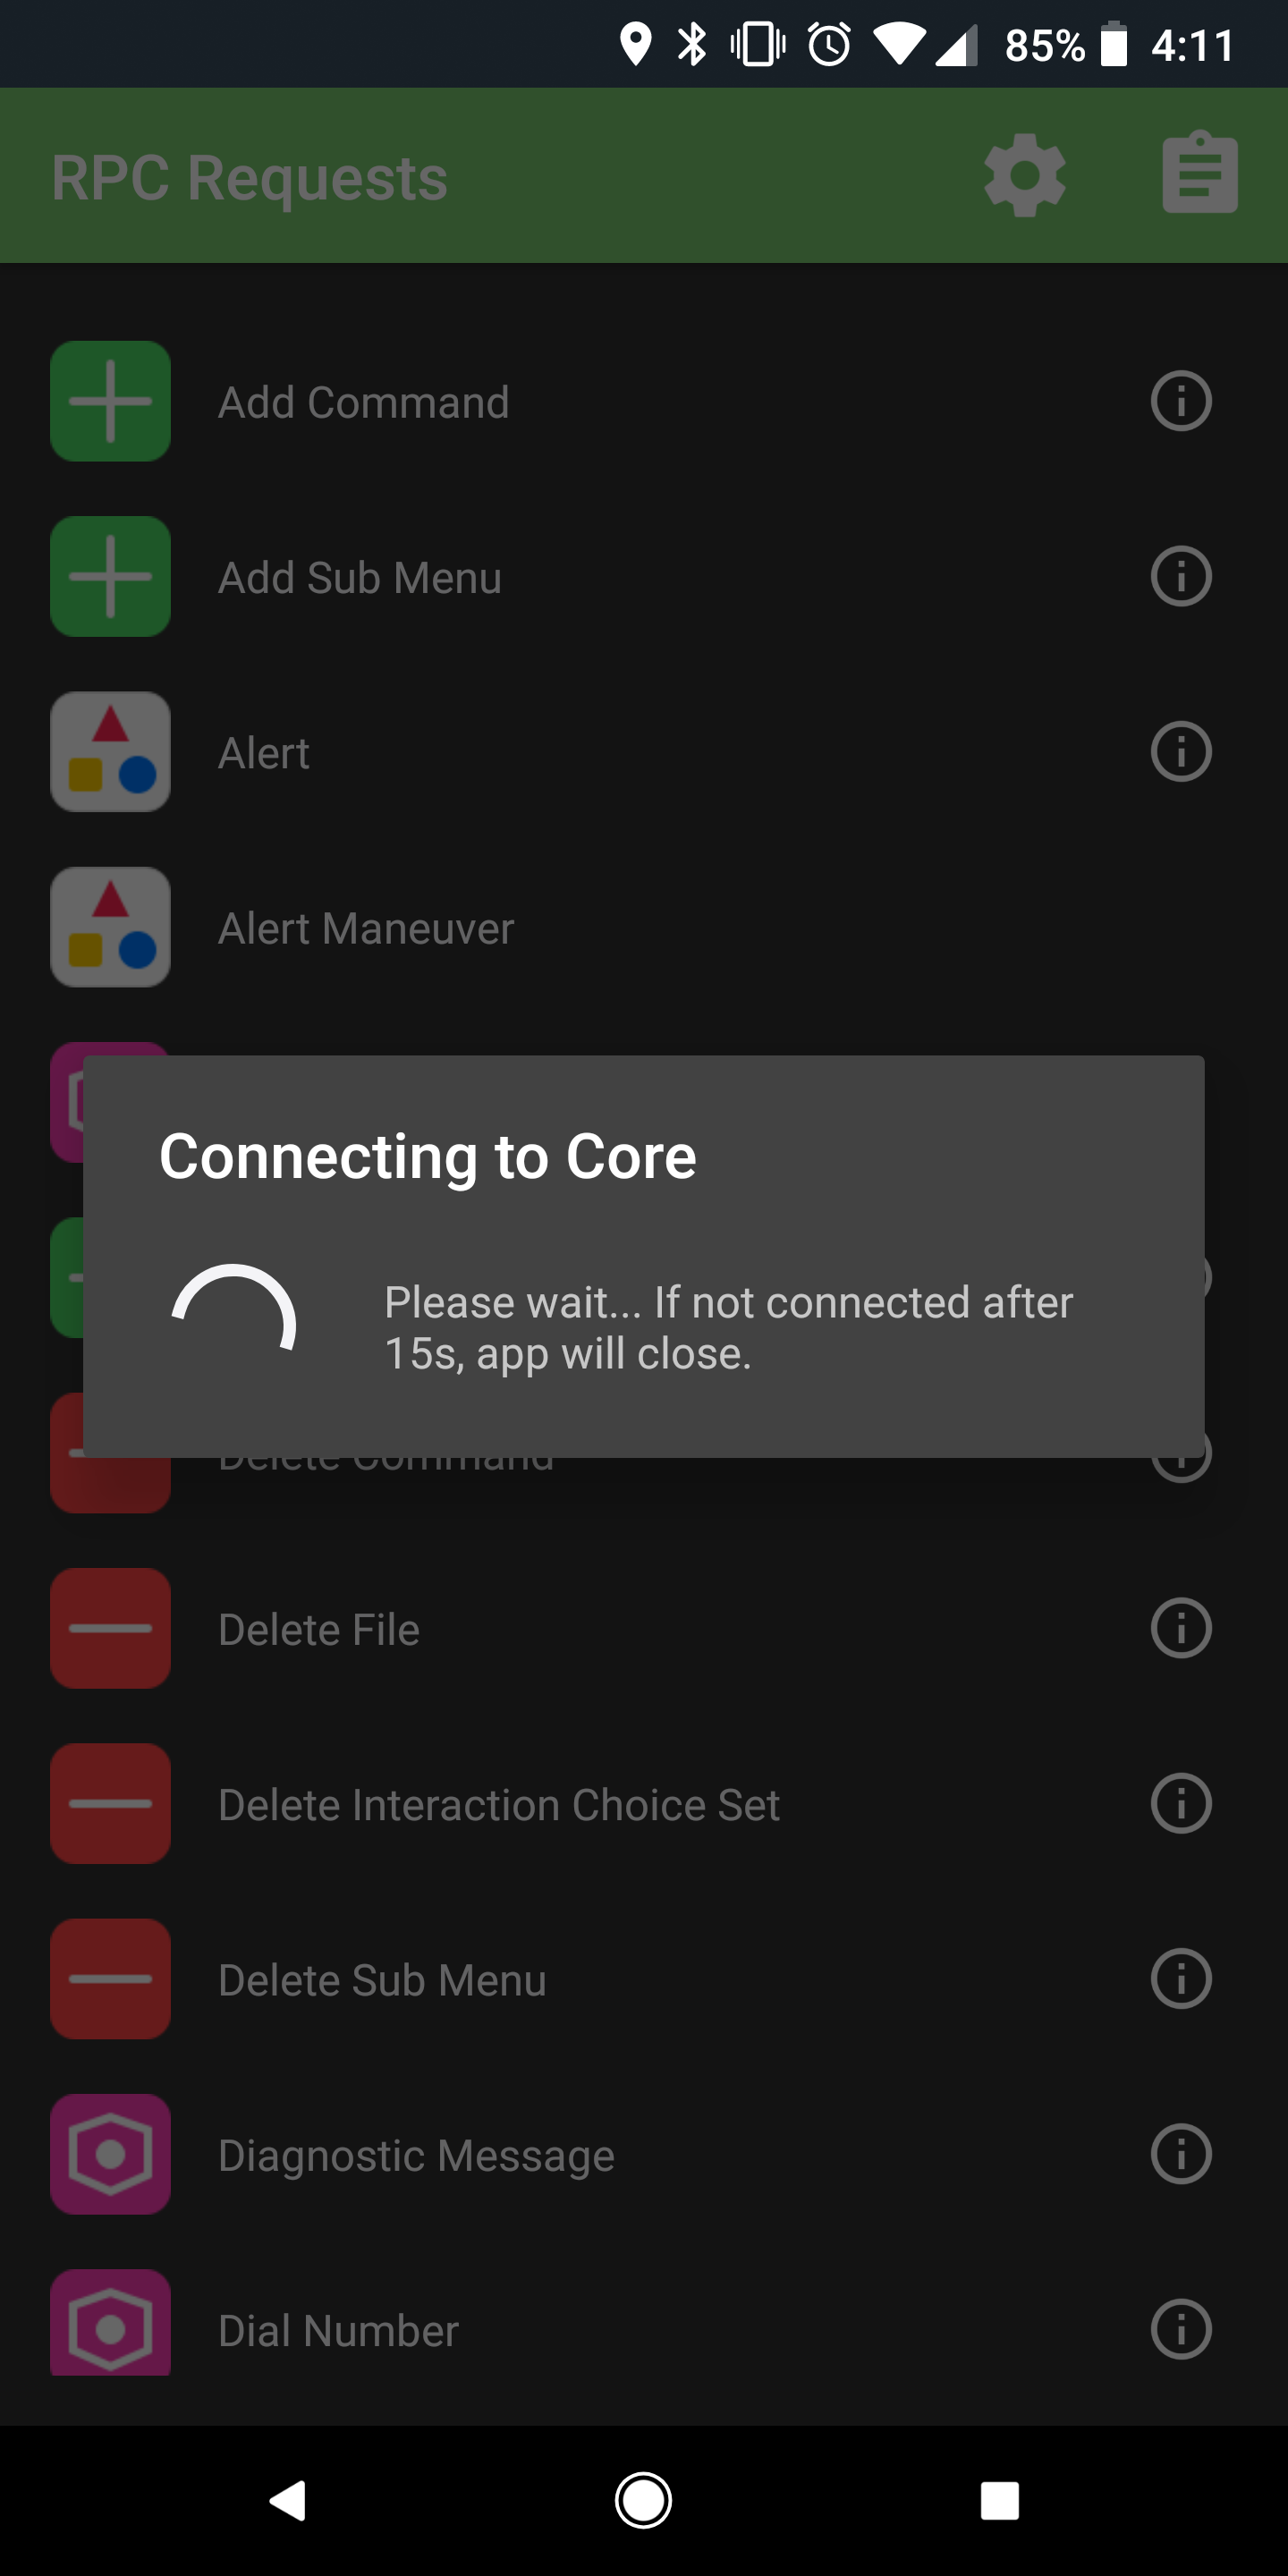 85% 4:11
RPC Requests
Add Command
Add Sub Menu
Alert
Alert Maneuver
Connecting to Core
Please wait... If not connected after
15s, app will close.
Delete Command
Delete File
Delete Interaction Choice Set
Delete Sub Menu
Diagnostic Message
Dial Number